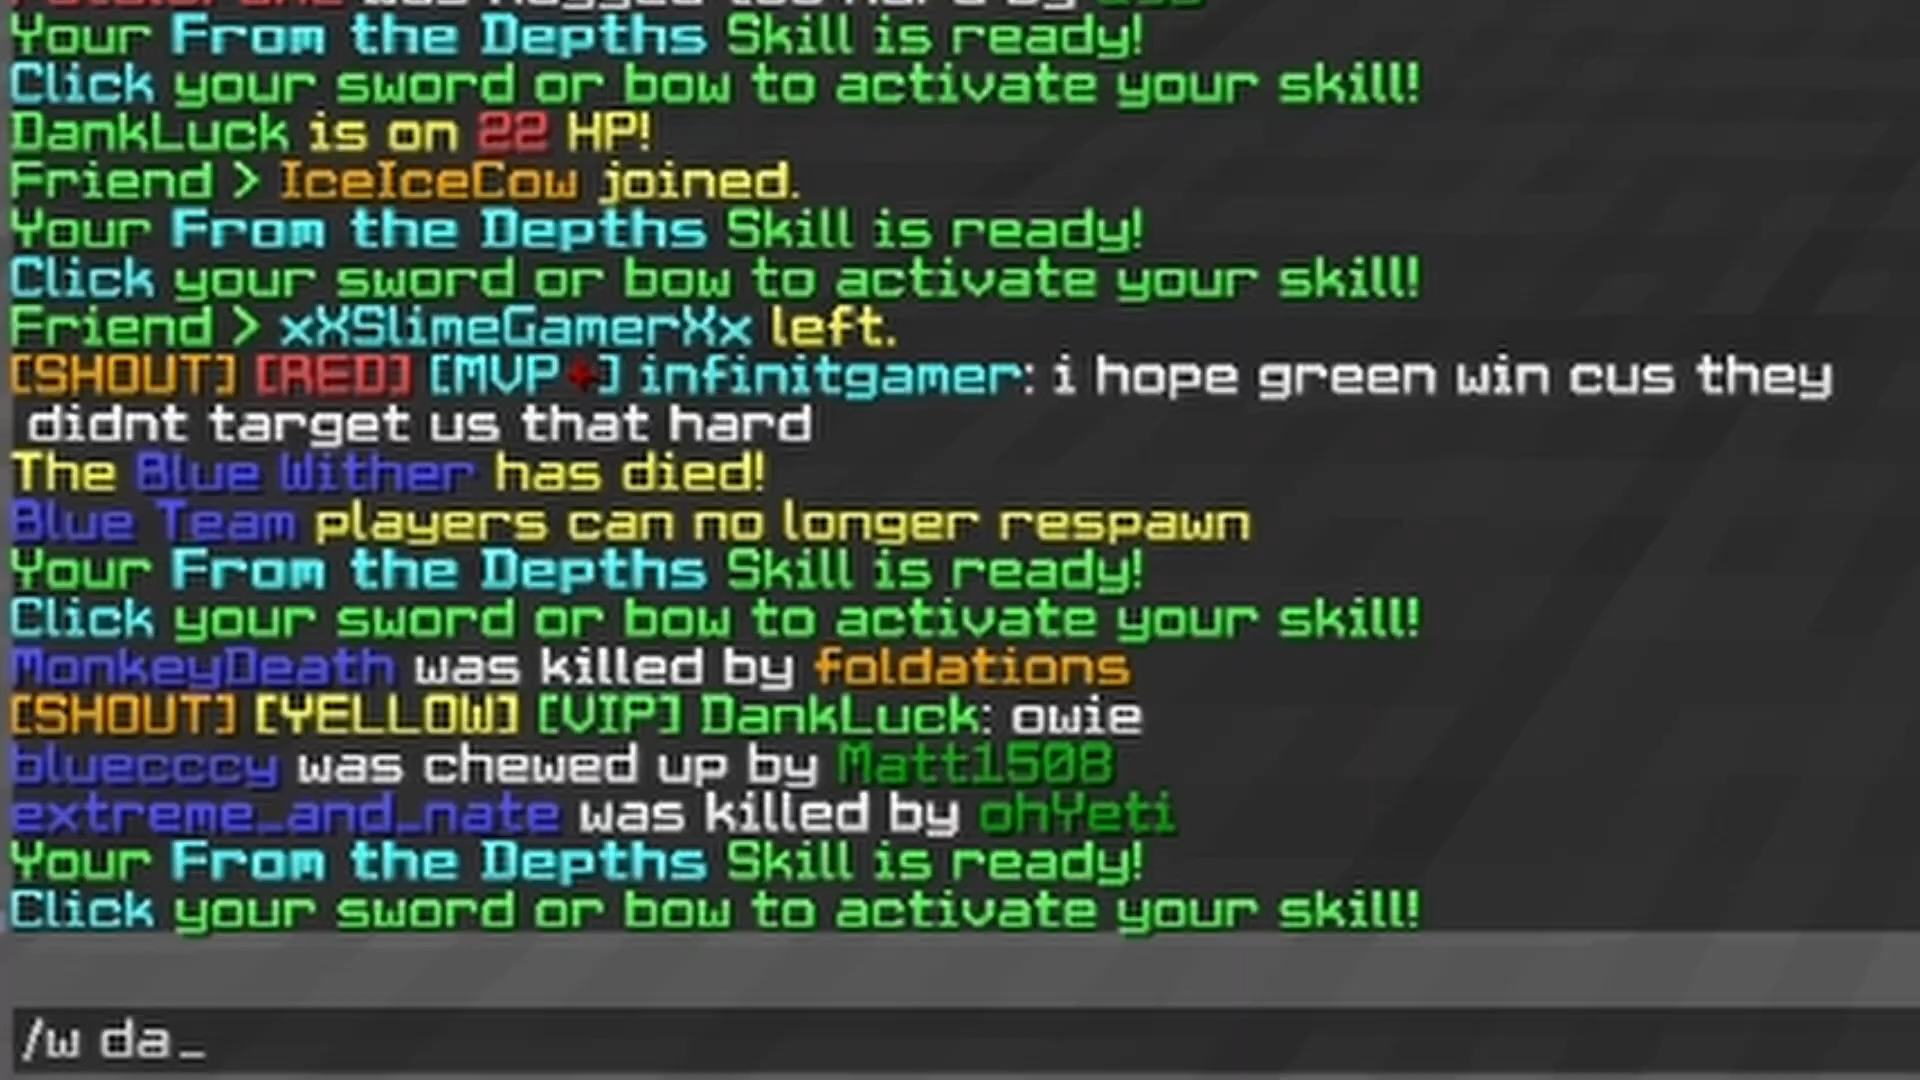 was hugged too hard by
Your From the Depths Skill is ready!
Click your sword or bow to activate your skill!
DankLuck is on 22 HP!
Friend > IceIceCow joined.
Your From the Depths Skill is ready!
Click your sword or bow to activate your skill!
Friend > xXSlimeGamerXx left.
[SHOUT] [RED] [MVP+] infinitgamer: i hope green win cus they
didnt target us that hard
The Blue Wither has died!
Blue Team players can no longer respawn
Your From the Depths Skill is ready!
Click your sword or bow to activate your skill!
MonkeyDeath was killed by foldations
[SHOUT] [YELLOW] [VIP] DankLuck: owie
bluecccy was chewed up by Matt1508
extreme_and_nate was killed by ohYeti
Your From the Depths Skill is ready!
Click your sword or bow to activate your skill!
/w da_